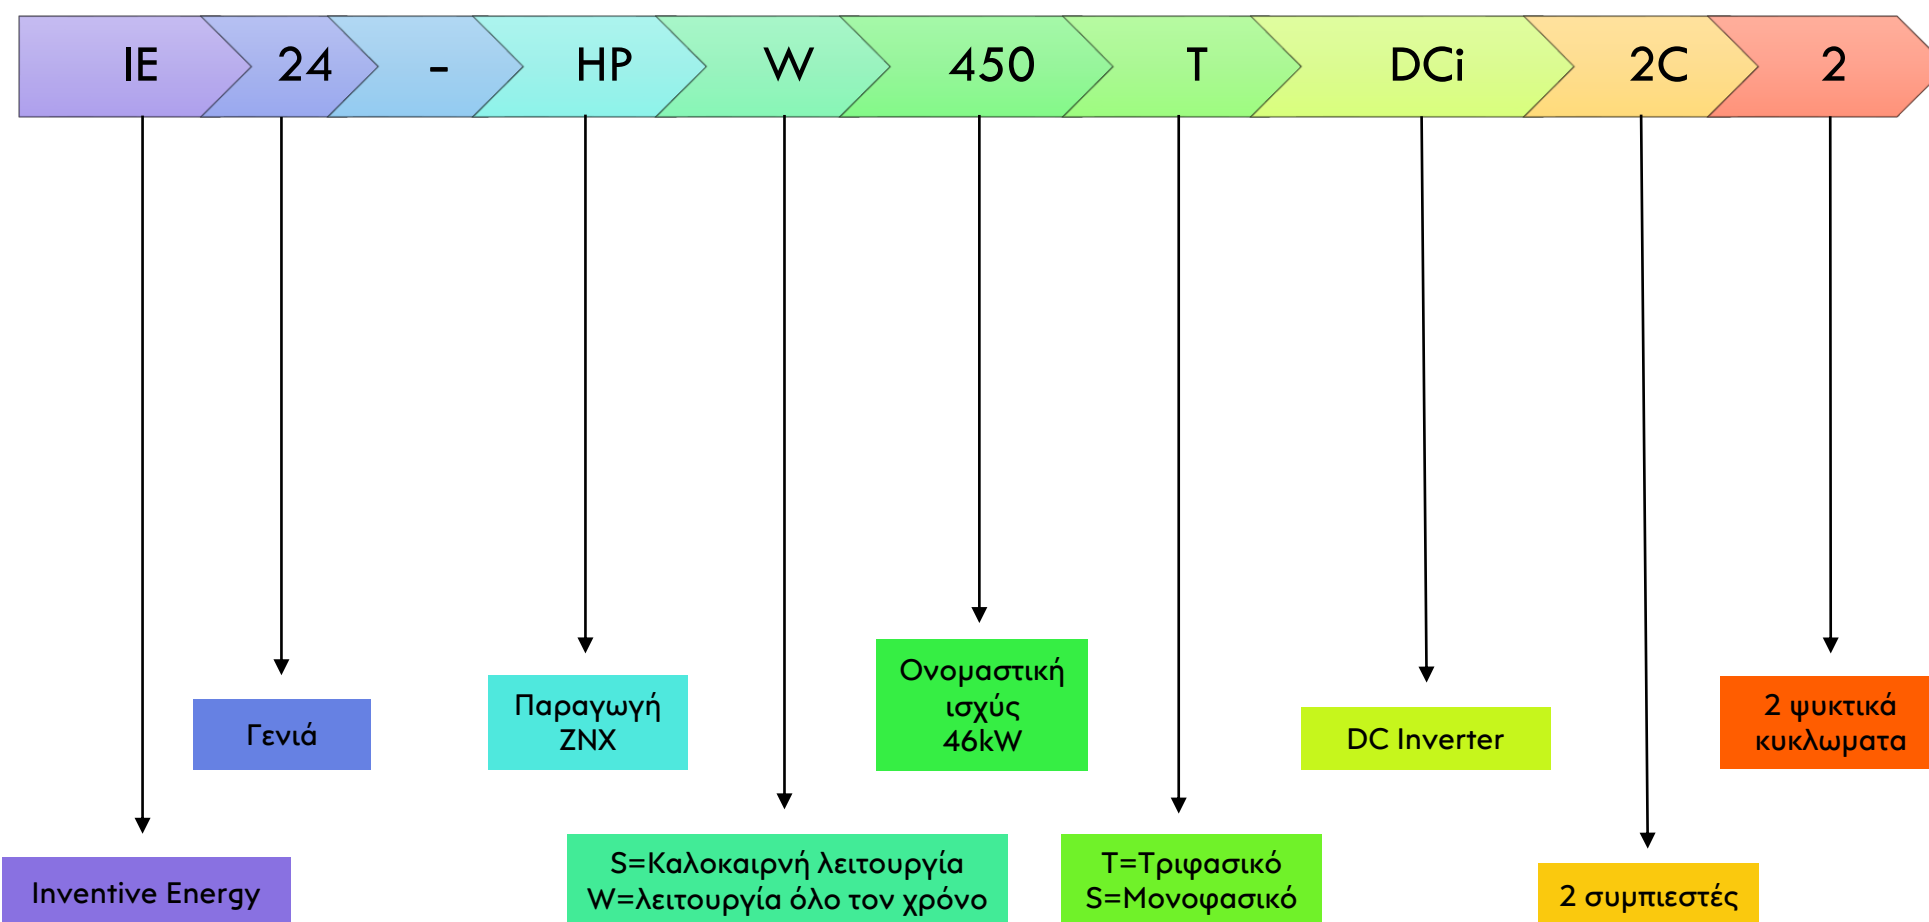 IE 24 - HP W 450 T DCi 2C 2
Ονομαστική
ισχύς
46kW
Παραγωγή
ΖΝΧ
2 ψυκτικά
κυκλωματα
Γενιά
DC Inverter
S=Καλοκαιρνή λειτουργία
W=λειτουργία όλο τον χρόνο
T=Τριφασικό
S=Μονοφασικό
Inventive Energy
2 συμπιεστές